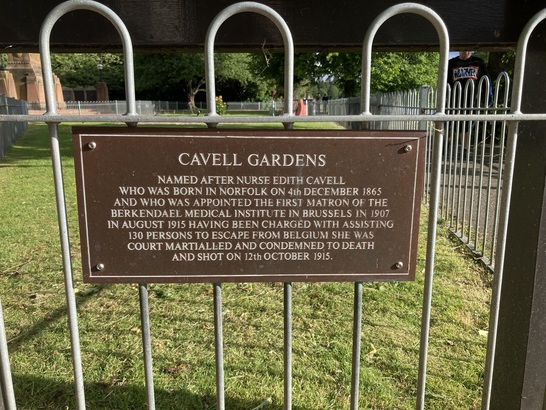 CAVELL GARDENS
NAMED AFTER NURSE EDITH CAVELL
WHO WAS BORN IN NORFOLK ON 4th DECEMBER 1865
AND WHO WAS APPOINTED THE FIRST MATRON OF THE
BERKENDAEL MEDICAL INSTITUTE IN BRUSSELS IN 1907
IN AUGUST 1915 HAVING BEEN CHARGED WITH ASSISTING
130 PERSONS TO ESCAPE FROM BELGIUM SHE WAS
COURT MARTIALLED AND CONDEMNED TO DEATH
AND SHOT ON 12th OCTOBER 1915.